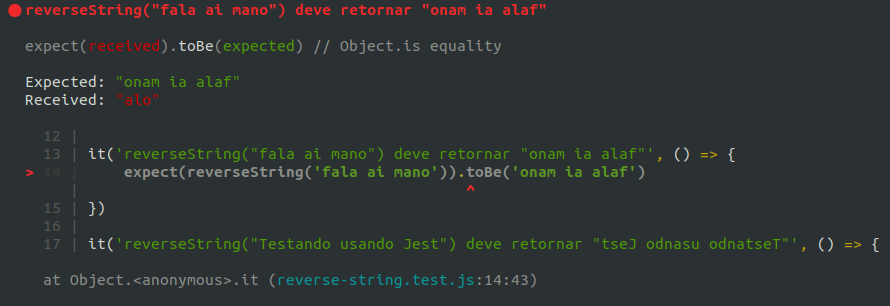 ● reverseString("fala ai mano") deve retornar "onam ia alaf"
expect(received).toBe(expected) // Object.is equality
Expected: "onam ia alaf"
Received: "alo"
12 |
13 | it('reverseString("fala ai mano") deve retornar "onam ia alaf"', () => {
> 14 |     expect(reverseString('fala ai mano')).toBe('onam ia alaf')
|                                           ^
15 | })
16 |
17 | it('reverseString("Testando usando Jest") deve retornar "tseJ odnasu odnatseT"', () => {
at Object.<anonymous>.it (reverse-string.test.js:14:43)